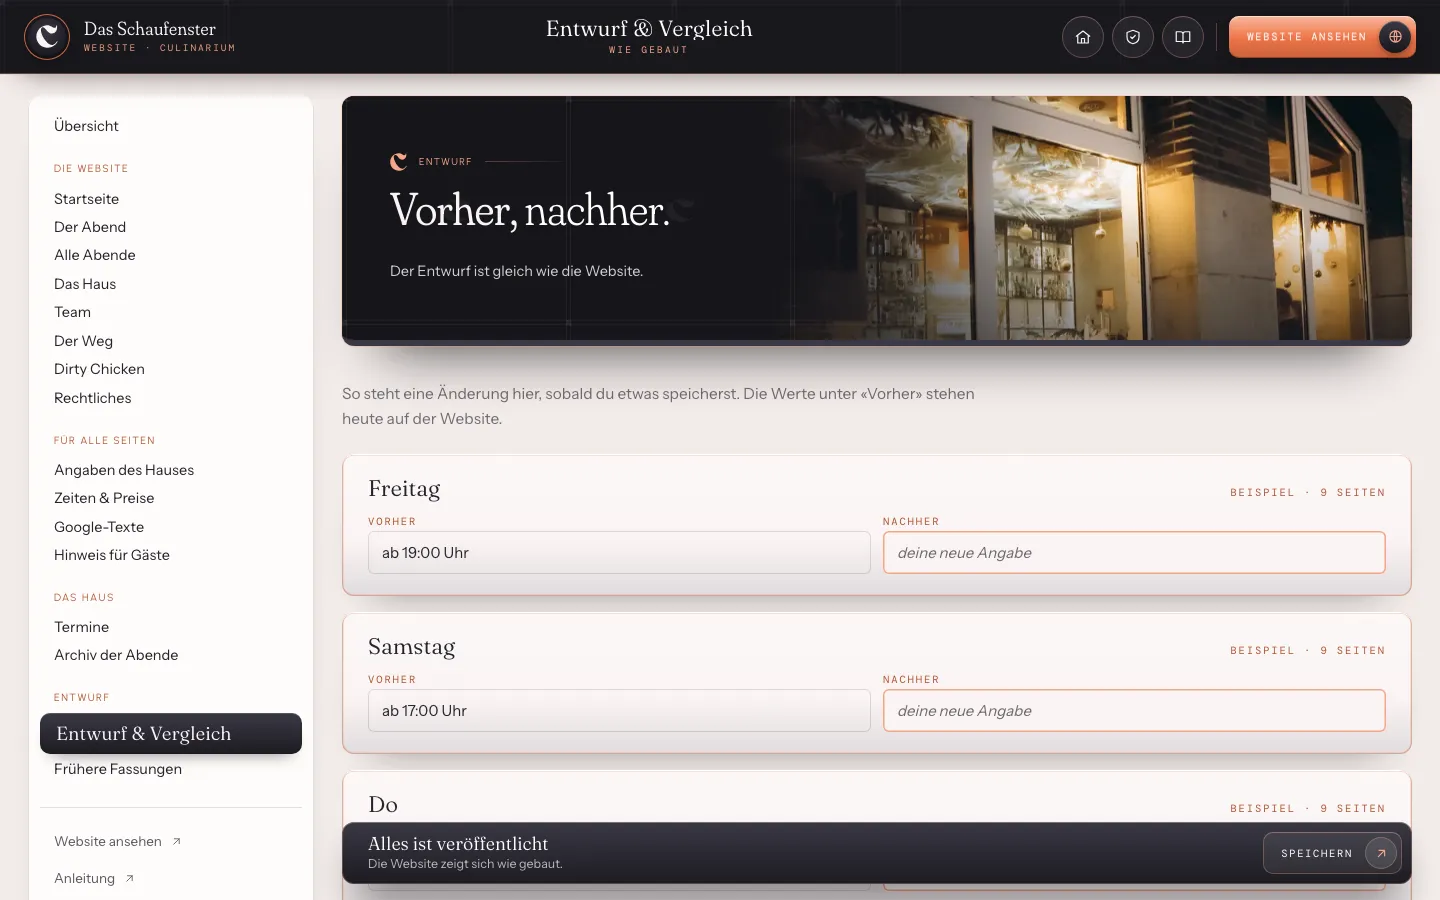 Das Schaufenster
WEBSITE · CULINARIUM
Entwurf & Vergleich
WIE GEBAUT
WEBSITE ANSEHEN
Übersicht
DIE WEBSITE
Startseite
Der Abend
Alle Abende
Das Haus
Team
Der Weg
Dirty Chicken
Rechtliches
FÜR ALLE SEITEN
Angaben des Hauses
Zeiten & Preise
Google-Texte
Hinweis für Gäste
DAS HAUS
Termine
Archiv der Abende
ENTWURF
Entwurf & Vergleich
Frühere Fassungen
Website ansehen
Anleitung
ENTWURF
Vorher, nachher.
Der Entwurf ist gleich wie die Website.
So steht eine Änderung hier, sobald du etwas speicherst. Die Werte unter «Vorher» stehen
heute auf der Website.
Freitag
BEISPIEL · 9 SEITEN
VORHER
NACHHER
ab 19:00 Uhr
deine neue Angabe
Samstag
BEISPIEL · 9 SEITEN
VORHER
NACHHER
ab 17:00 Uhr
deine neue Angabe
Do
BEISPIEL · 9 SEITEN
Alles ist veröffentlicht
Die Website zeigt sich wie gebaut.
SPEICHERN